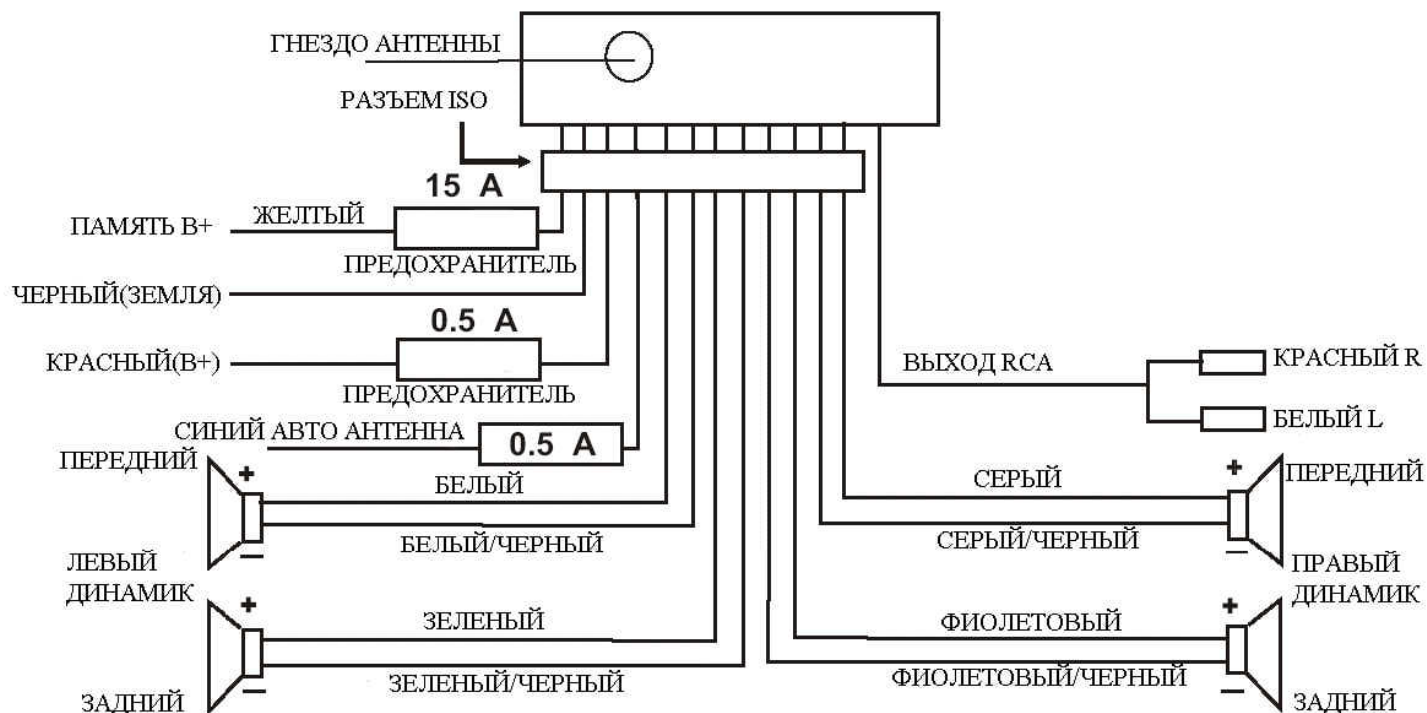 ГНЕЗДО АНТЕННЫ
РАЗЪЕМ ISO
15 А
ПАМЯТЬ В+
ЖЕЛТЫЙ
ПРЕДОХРАНИТЕЛЬ
ЧЕРНЫЙ(ЗЕМЛЯ)
0.5 А
КРАСНЫЙ(В+)
ПРЕДОХРАНИТЕЛЬ
ВЫХОД RCA
КРАСНЫЙ R
БЕЛЫЙ L
СИНИЙ АВТО АНТЕННА
0.5 А
ПЕРЕДНИЙ
+
БЕЛЫЙ
БЕЛЫЙ/ЧЕРНЫЙ
–
ЛЕВЫЙ
ДИНАМИК
+
ЗЕЛЕНЫЙ
ЗЕЛЕНЫЙ/ЧЕРНЫЙ
–
ЗАДНИЙ
СЕРЫЙ
+
ПЕРЕДНИЙ
СЕРЫЙ/ЧЕРНЫЙ
–
ПРАВЫЙ
ДИНАМИК
ФИОЛЕТОВЫЙ
+
ФИОЛЕТОВЫЙ/ЧЕРНЫЙ
–
ЗАДНИЙ